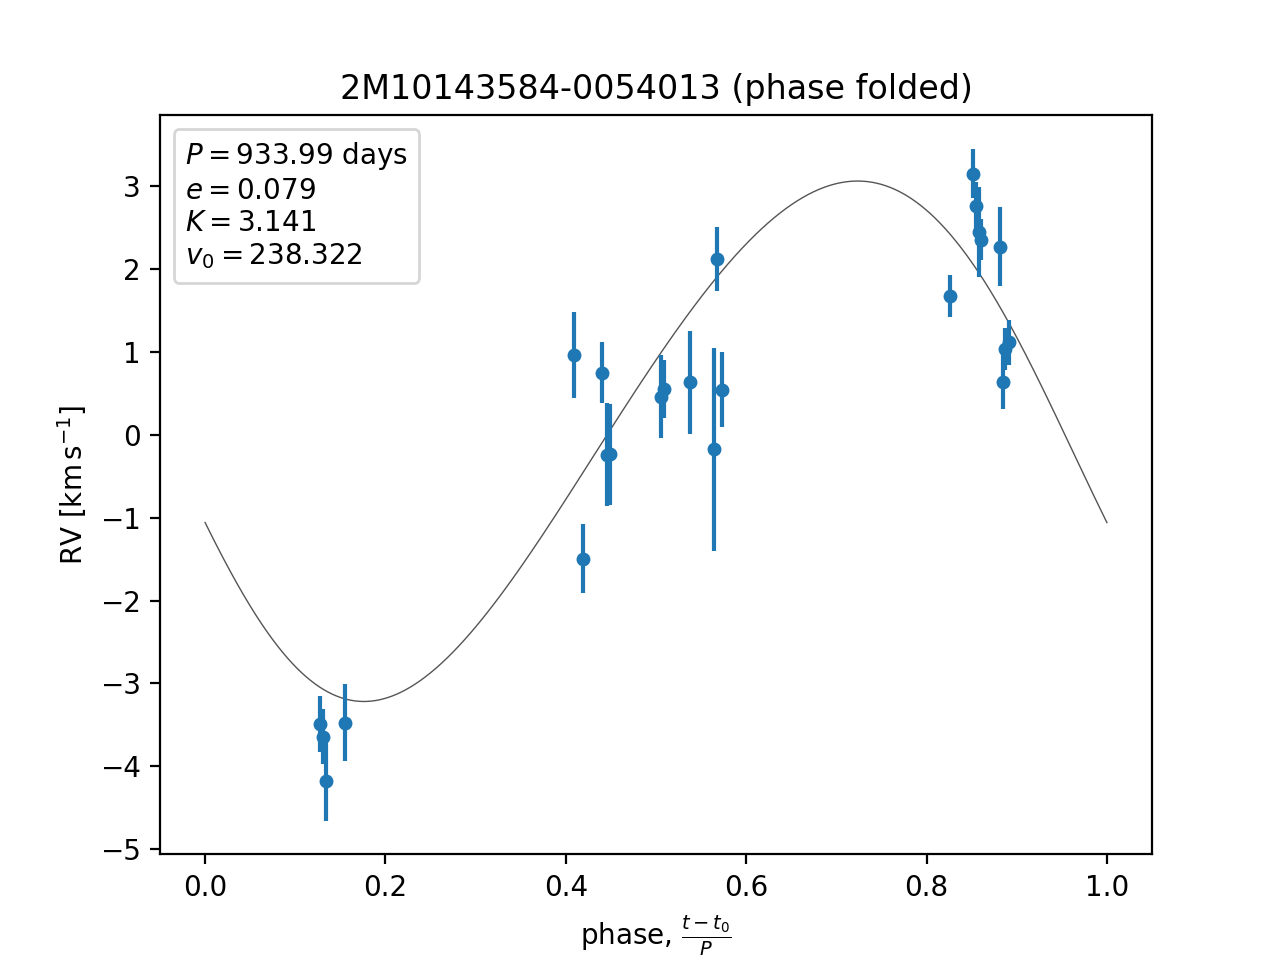 2M10143584-0054013 (phase folded)
P = 933.99 days
e = 0.079
K = 3.141
v₀ = 238.322
3
2
1
0
−1
−2
−3
−4
−5
RV [km s⁻¹]
0.0 0.2 0.4 0.6 0.8 1.0
phase, (t − t₀)/P